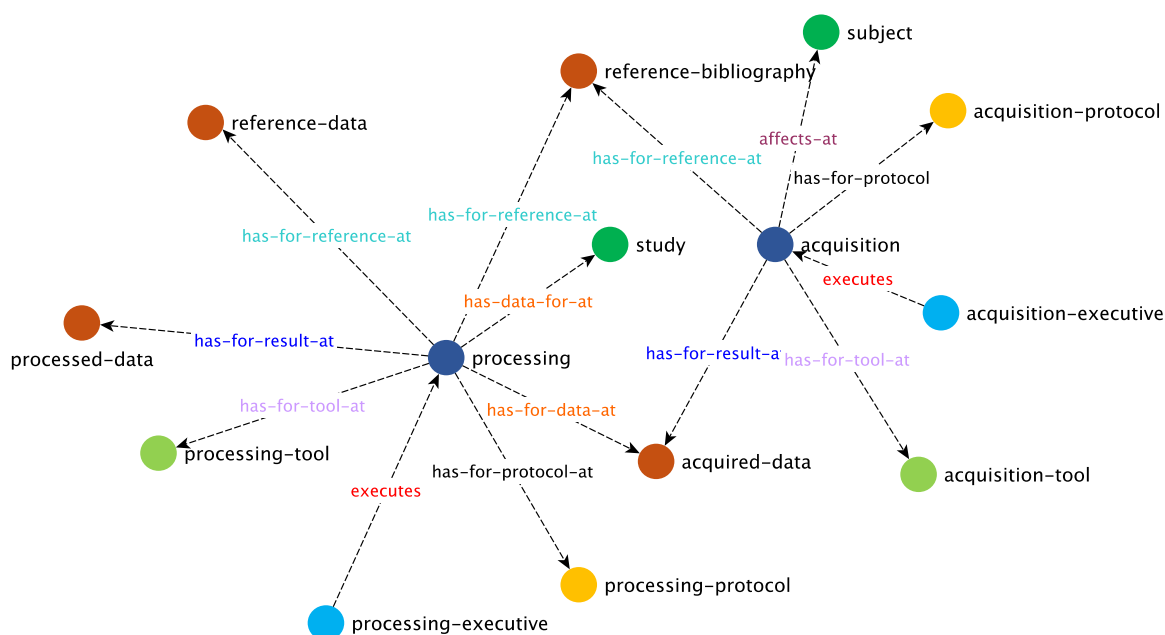 subject
reference-bibliography
acquisition-protocol
reference-data
affects-at
has-for-reference-at
has-for-protocol
has-for-reference-at
has-for-reference-at
study
acquisition
executes
has-data-for-at
acquisition-executive
processed-data
has-for-result-at
processing
has-for-result-at
has-for-tool-at
has-for-tool-at
has-for-data-at
processing-tool
has-for-protocol-at
acquired-data
acquisition-tool
executes
processing-protocol
processing-executive